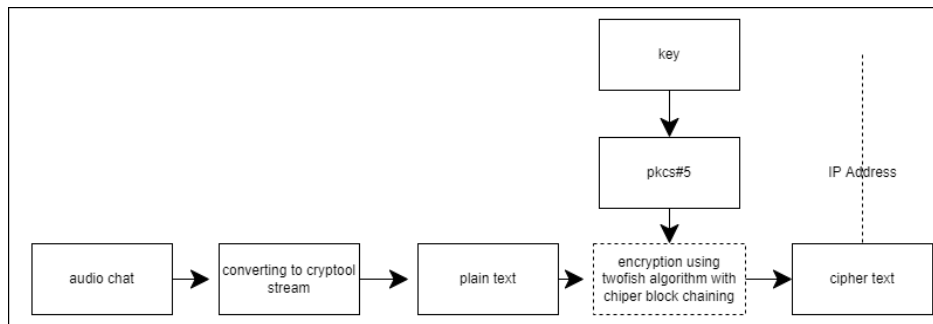 key
pkcs#5
IP Address
audio chat
converting to cryptool
stream
plain text
encryption using
twofish algorithm with
chiper block chaining
cipher text